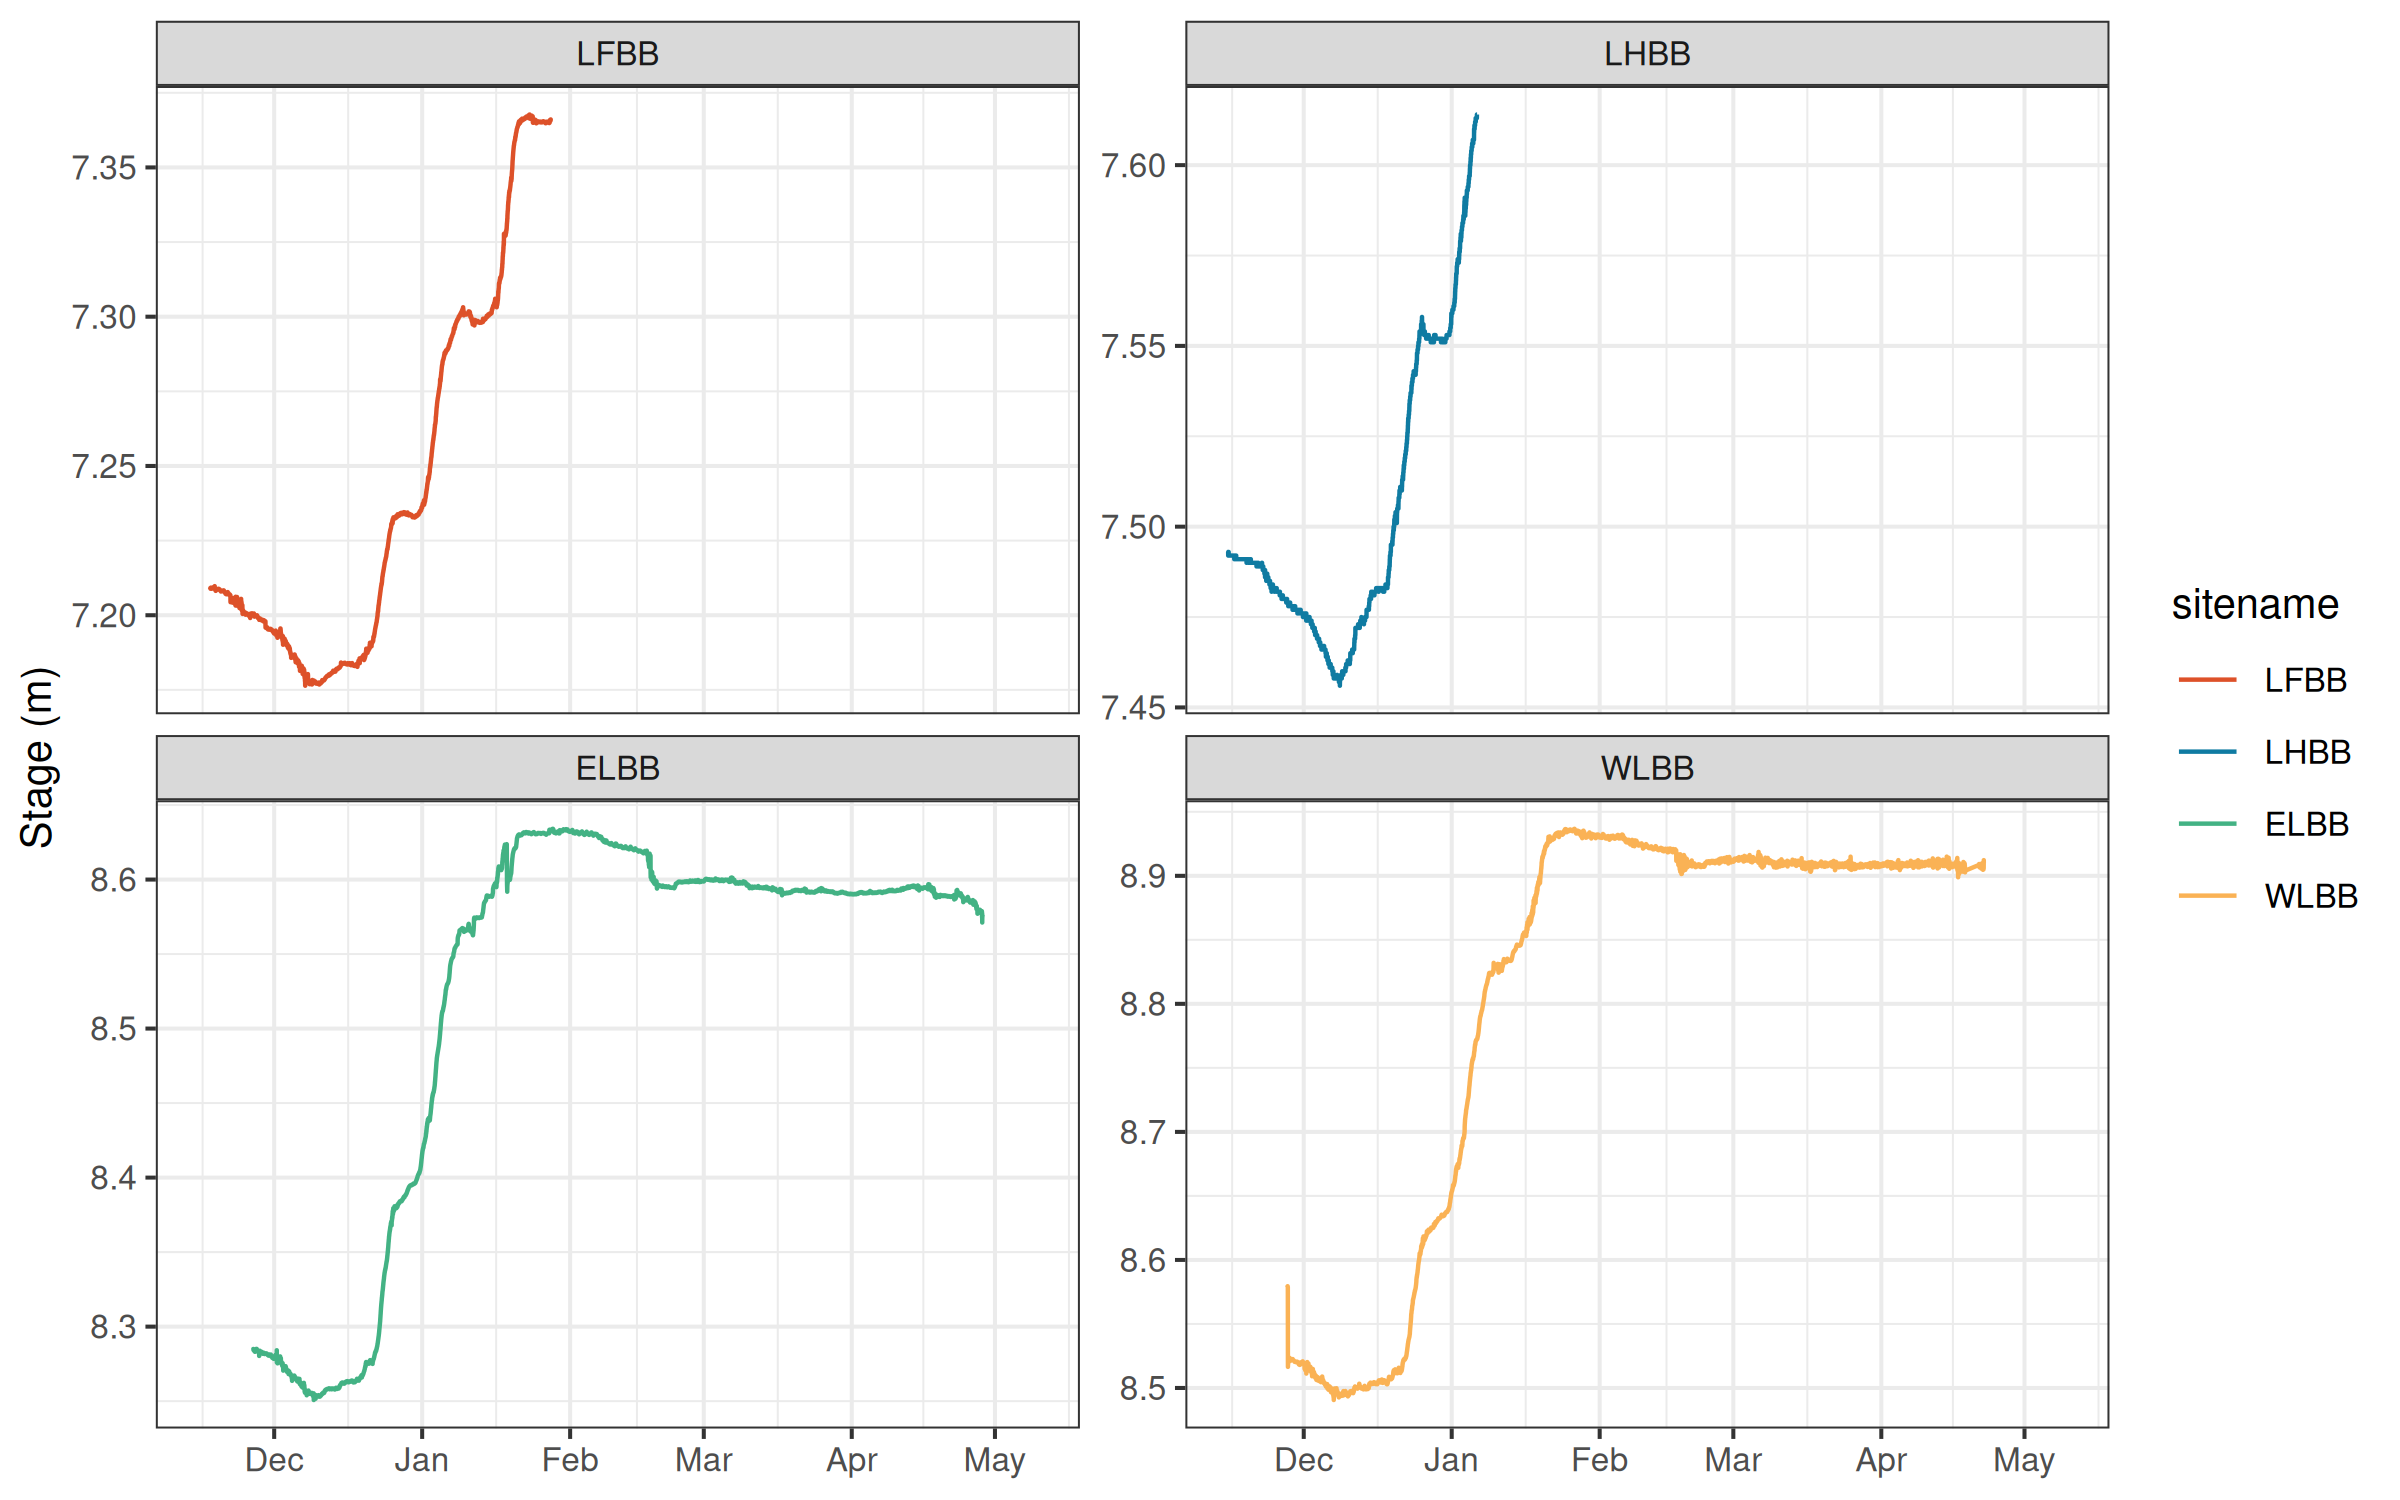 LFBB
LHBB
7.35
7.30
7.25
7.20
7.60
7.55
7.50
7.45
Stage (m)
ELBB
WLBB
8.6
8.5
8.4
8.3
8.9
8.8
8.7
8.6
8.5
Dec Jan Feb Mar Apr May
Dec Jan Feb Mar Apr May
sitename
LFBB
LHBB
ELBB
WLBB